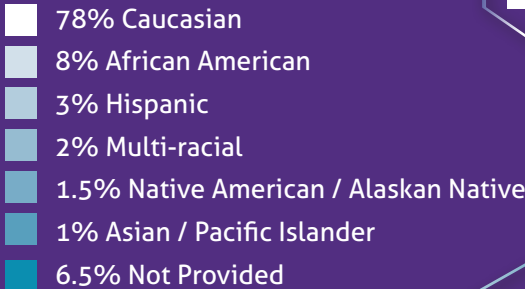 78% Caucasian
8% African American
3% Hispanic
2% Multi-racial
1.5% Native American / Alaskan Native
1% Asian / Pacific Islander
6.5% Not Provided